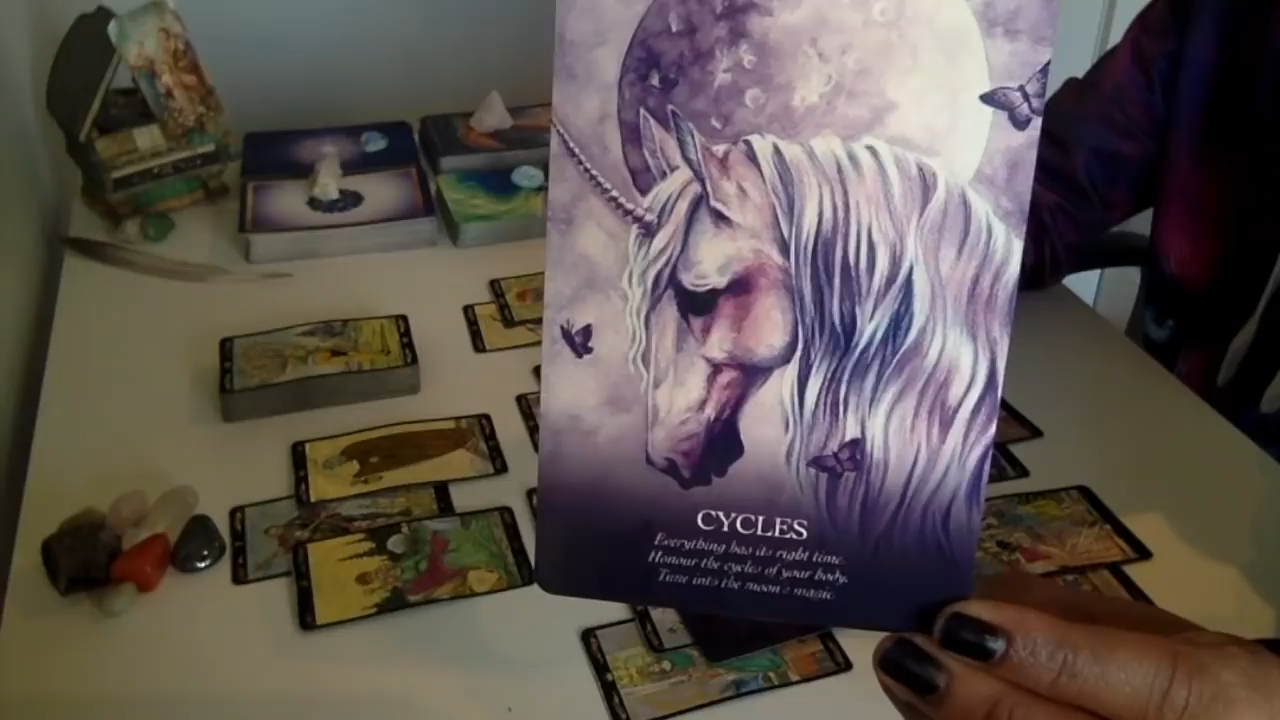 CYCLES
Everything has its right time.
Honour the cycles of your body.
Tune into the moon's magic